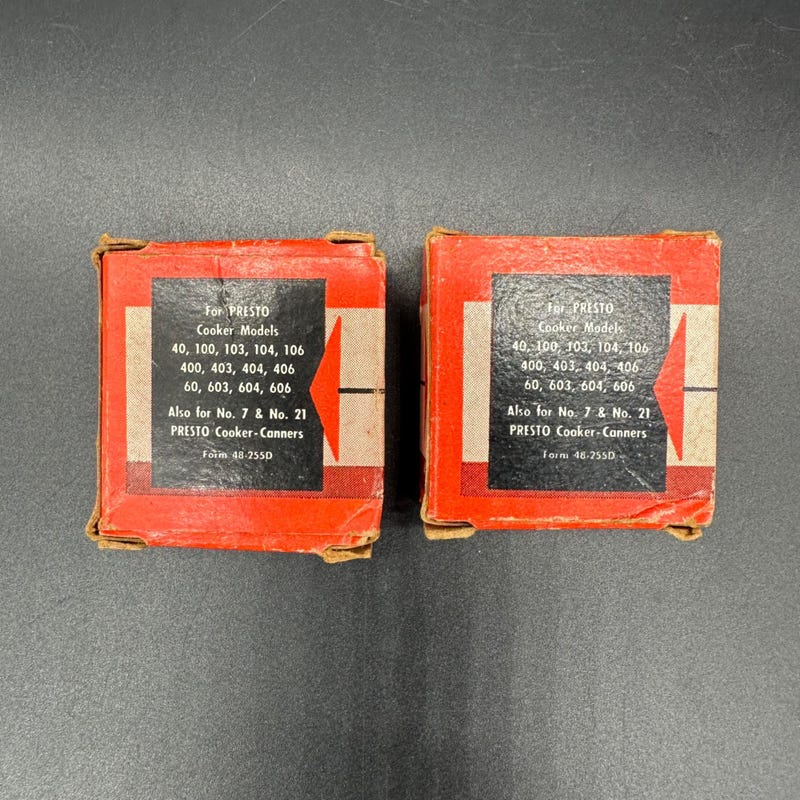 For PRESTO
Cooker Models
40, 100, 103, 104, 106
400, 403, 404, 406
60, 603, 604, 606
Also for No. 7 & No. 21
PRESTO Cooker-Canners
Form 48-255D
For PRESTO
Cooker Models
40, 100, 103, 104, 106
400, 403, 404, 406
60, 603, 604, 606
Also for No. 7 & No. 21
PRESTO Cooker-Canners
Form 48-255D